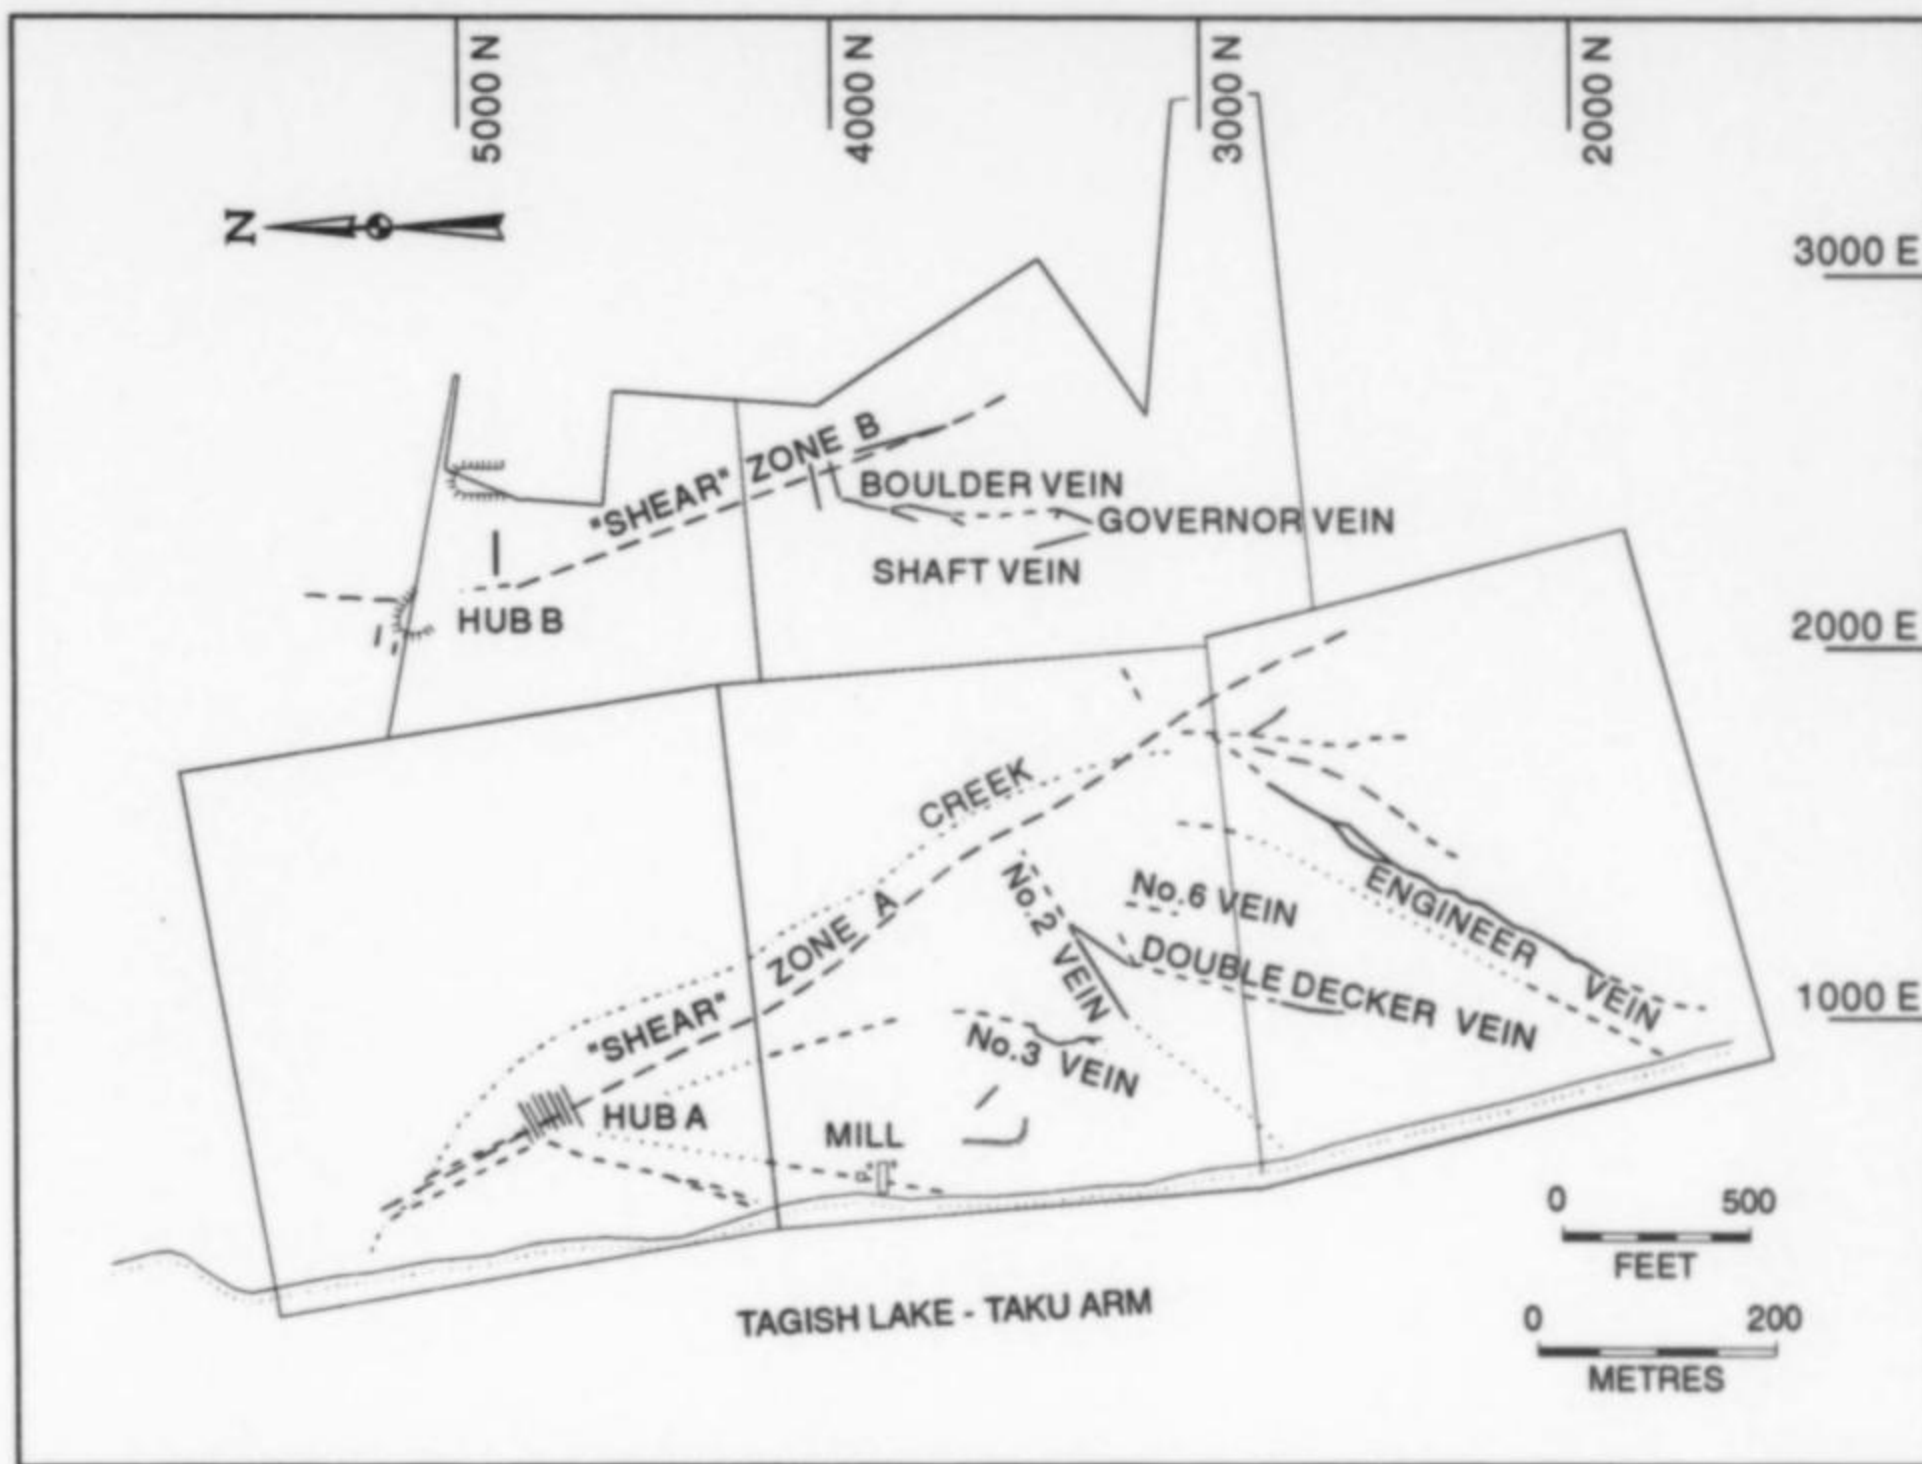 5000 N
4000 N
3000 N
2000 N
N
3000 E
"SHEAR" ZONE B
BOULDER VEIN
GOVERNOR VEIN
SHAFT VEIN
HUB B
2000 E
CREEK
"SHEAR" ZONE A
No.2 VEIN
No.6 VEIN
ENGINEER VEIN
DOUBLE DECKER VEIN
1000 E
No.3 VEIN
HUB A
MILL
0 500
FEET
TAGISH LAKE - TAKU ARM
0 200
METRES